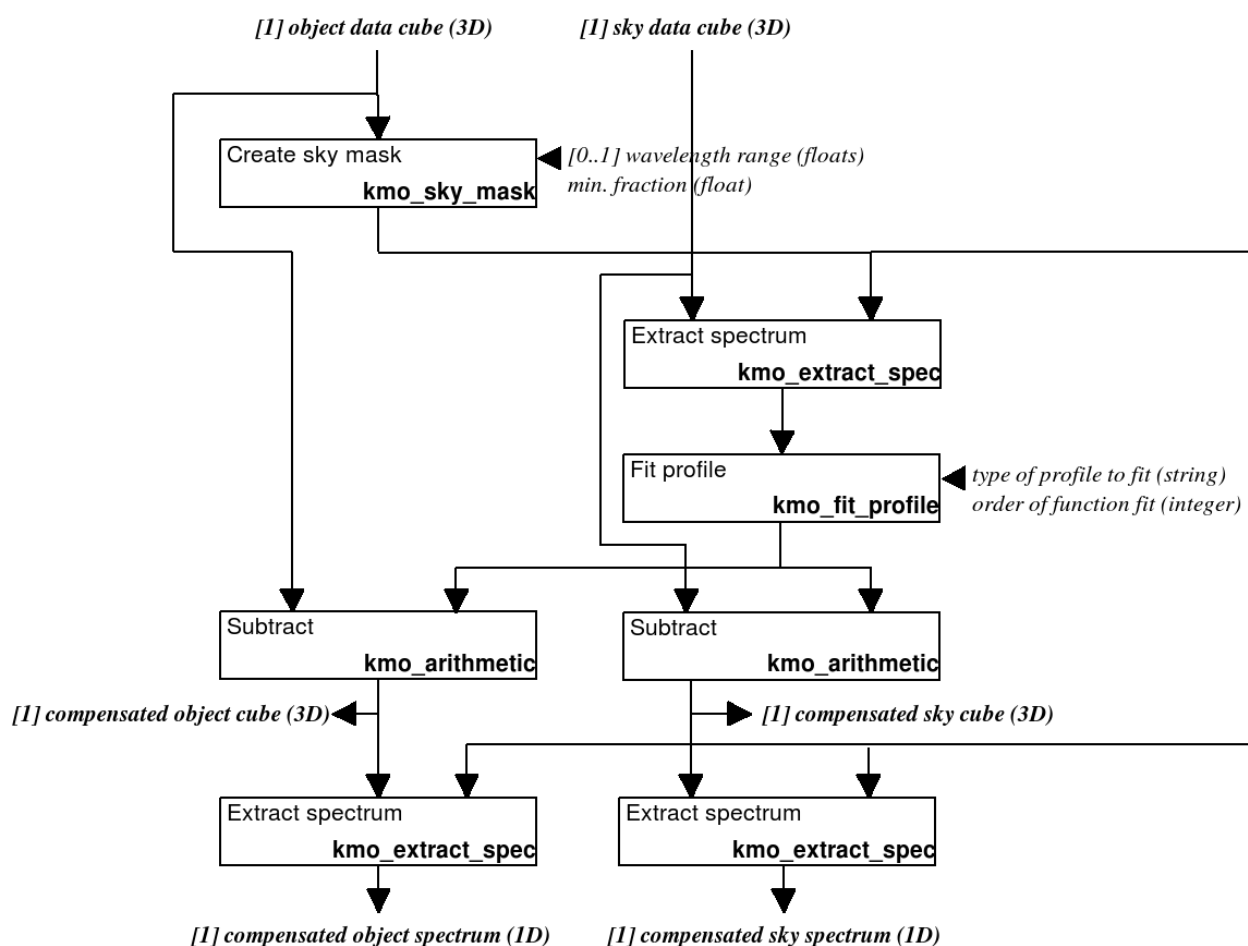 [1] object data cube (3D)
[1] sky data cube (3D)
Create sky mask
kmo_sky_mask
[0..1] wavelength range (floats)
min. fraction (float)
Extract spectrum
kmo_extract_spec
Fit profile
kmo_fit_profile
type of profile to fit (string)
order of function fit (integer)
Subtract
kmo_arithmetic
Subtract
kmo_arithmetic
[1] compensated object cube (3D)
[1] compensated sky cube (3D)
Extract spectrum
kmo_extract_spec
Extract spectrum
kmo_extract_spec
[1] compensated object spectrum (1D)
[1] compensated sky spectrum (1D)